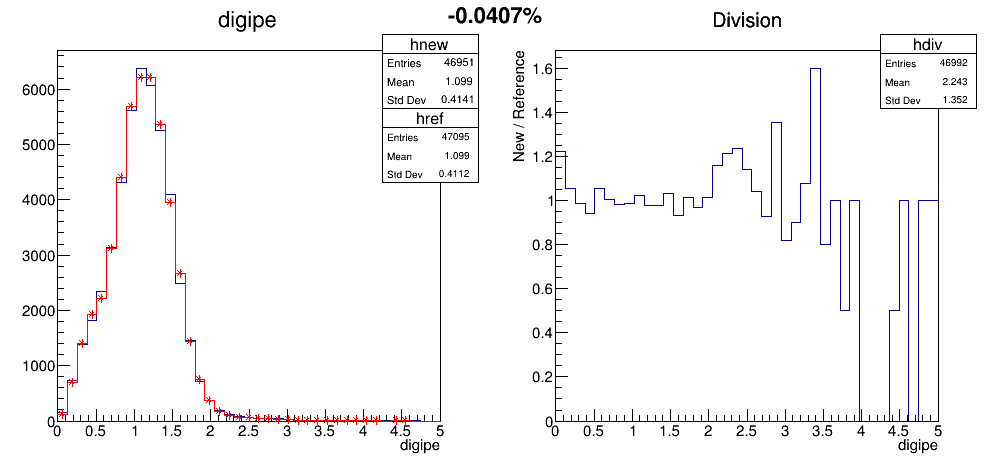 -0.0407%
digipe
hnew
Entries 46951
Mean 1.099
Std Dev 0.4141
href
Entries 47095
Mean 1.099
Std Dev 0.4112
6000
5000
4000
3000
2000
1000
0
0 0.5 1 1.5 2 2.5 3 3.5 4 4.5 5
digipe
Division
hdiv
Entries 46992
Mean 2.243
Std Dev 1.352
New / Reference
1.6
1.4
1.2
1
0.8
0.6
0.4
0.2
0
0 0.5 1 1.5 2 2.5 3 3.5 4 4.5 5
digipe